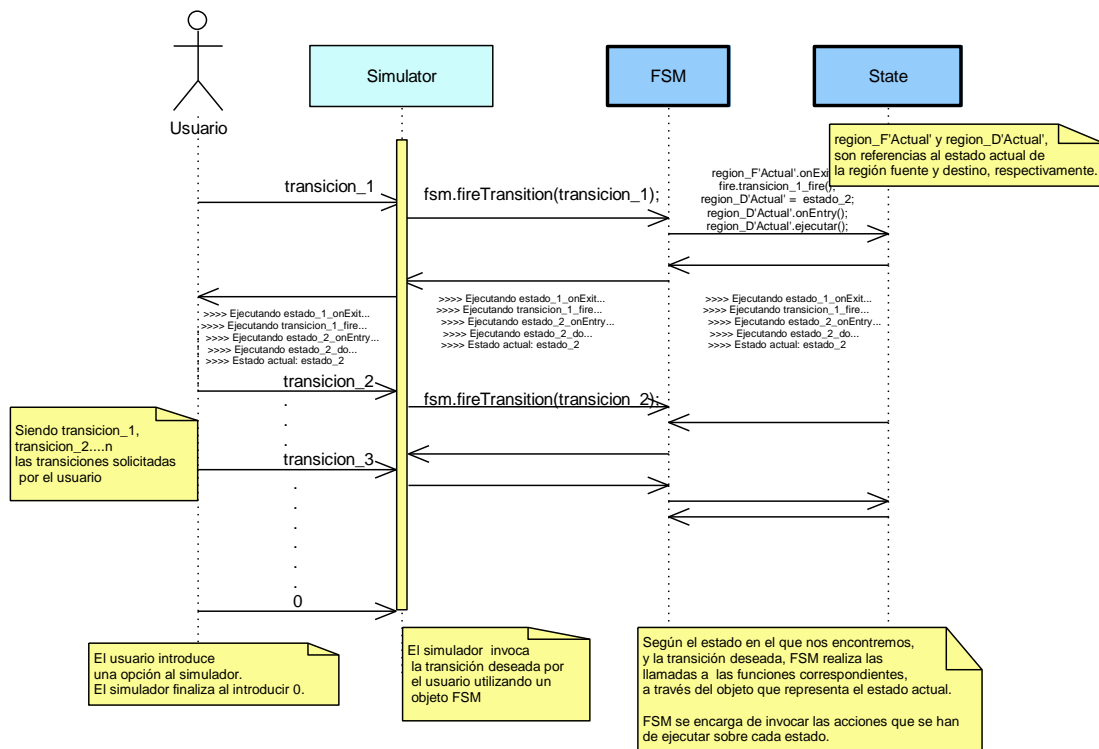 Simulator
FSM
State
Usuario
region_F'Actual' y region_D'Actual',
son referencias al estado actual de
la región fuente y destino, respectivamente.
transicion_1
fsm.fireTransition(transicion_1);
region_F'Actual'.onExit
fire.transicion_1_fire();
region_D'Actual' = estado_2;
region_D'Actual'.onEntry();
region_D'Actual'.ejecutar();
>>>> Ejecutando estado_1_onExit...
>>>> Ejecutando transicion_1_fire...
>>>> Ejecutando estado_2_onEntry...
>>>> Ejecutando estado_2_do...
>>>> Estado actual: estado_2
>>>> Ejecutando estado_1_onExit...
>>>> Ejecutando transicion_1_fire...
>>>> Ejecutando estado_2_onEntry...
>>>> Ejecutando estado_2_do...
>>>> Estado actual: estado_2
>>>> Ejecutando estado_1_onExit...
>>>> Ejecutando transicion_1_fire...
>>>> Ejecutando estado_2_onEntry...
>>>> Ejecutando estado_2_do...
>>>> Estado actual: estado_2
transicion_2
fsm.fireTransition(transicion_2);
Siendo transicion_1,
transicion_2....n
las transiciones solicitadas
por el usuario
transicion_3
0
El usuario introduce
una opción al simulador.
El simulador finaliza al introducir 0.
El simulador invoca
la transición deseada por
el usuario utilizando un
objeto FSM
Según el estado en el que nos encontremos,
y la transición deseada, FSM realiza las
llamadas a las funciones correspondientes,
a través del objeto que representa el estado actual.
FSM se encarga de invocar las acciones que se han
de ejecutar sobre cada estado.